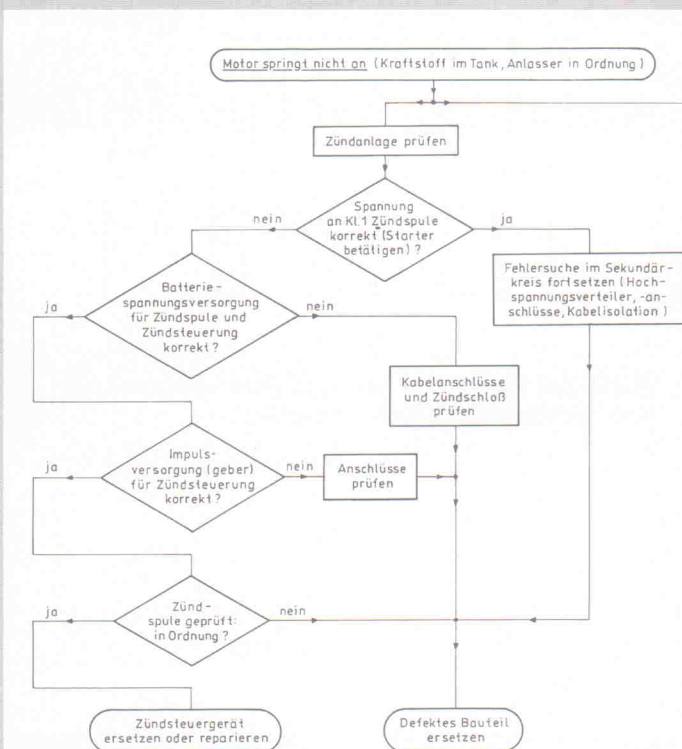 Motor springt nicht an (Kraftstoff im Tank, Anlasser in Ordnung)
Zündanlage prüfen
Spannung
an Kl.1 Zündspule
korrekt (Starter
betätigen) ?
nein
ja
Batterie-
spannungsversorgung
für Zündspule und
Zündsteuerung
korrekt ?
ja
nein
Fehlersuche im Sekundär-
kreis fortsetzen (Hoch-
spannungsverteiler, -an-
schlüsse, Kabelisolation)
Kabelanschlüsse
und Zündschloß
prüfen
Impuls-
versorgung (geber)
für Zündsteuerung
korrekt ?
ja
nein
Anschlüsse
prüfen
Zünd-
spule geprüft:
in Ordnung ?
ja
nein
Zündsteuergerät
ersetzen oder reparieren
Defektes Bauteil
ersetzen